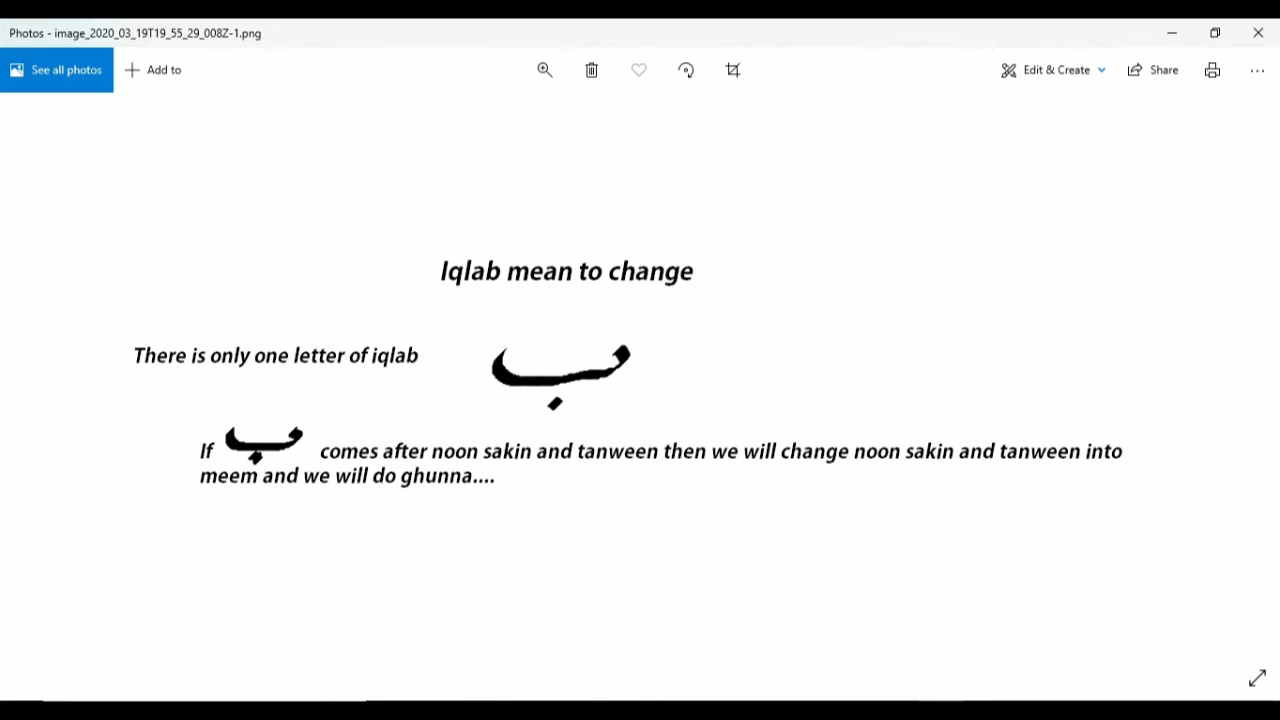 Photos - image_2020_03_19T19_55_29_008Z-1.png
See all photos
Add to
Edit & Create
Share
Iqlab mean to change
There is only one letter of iqlab ب
If ب comes after noon sakin and tanween then we will change noon sakin and tanween into
meem and we will do ghunna....